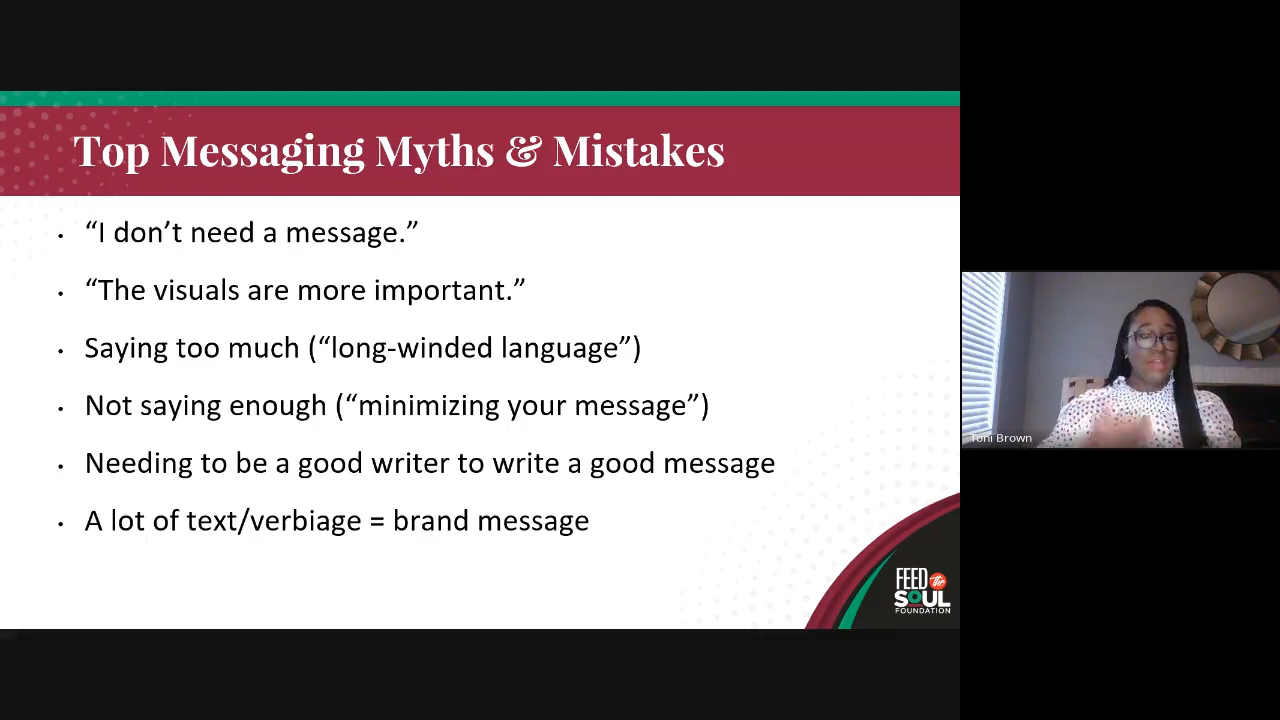 Top Messaging Myths & Mistakes
• “I don’t need a message.”
• “The visuals are more important.”
• Saying too much (“long-winded language”)
• Not saying enough (“minimizing your message”)
• Needing to be a good writer to write a good message
• A lot of text/verbiage = brand message
FEED the
SOUL
FOUNDATION
Toni Brown